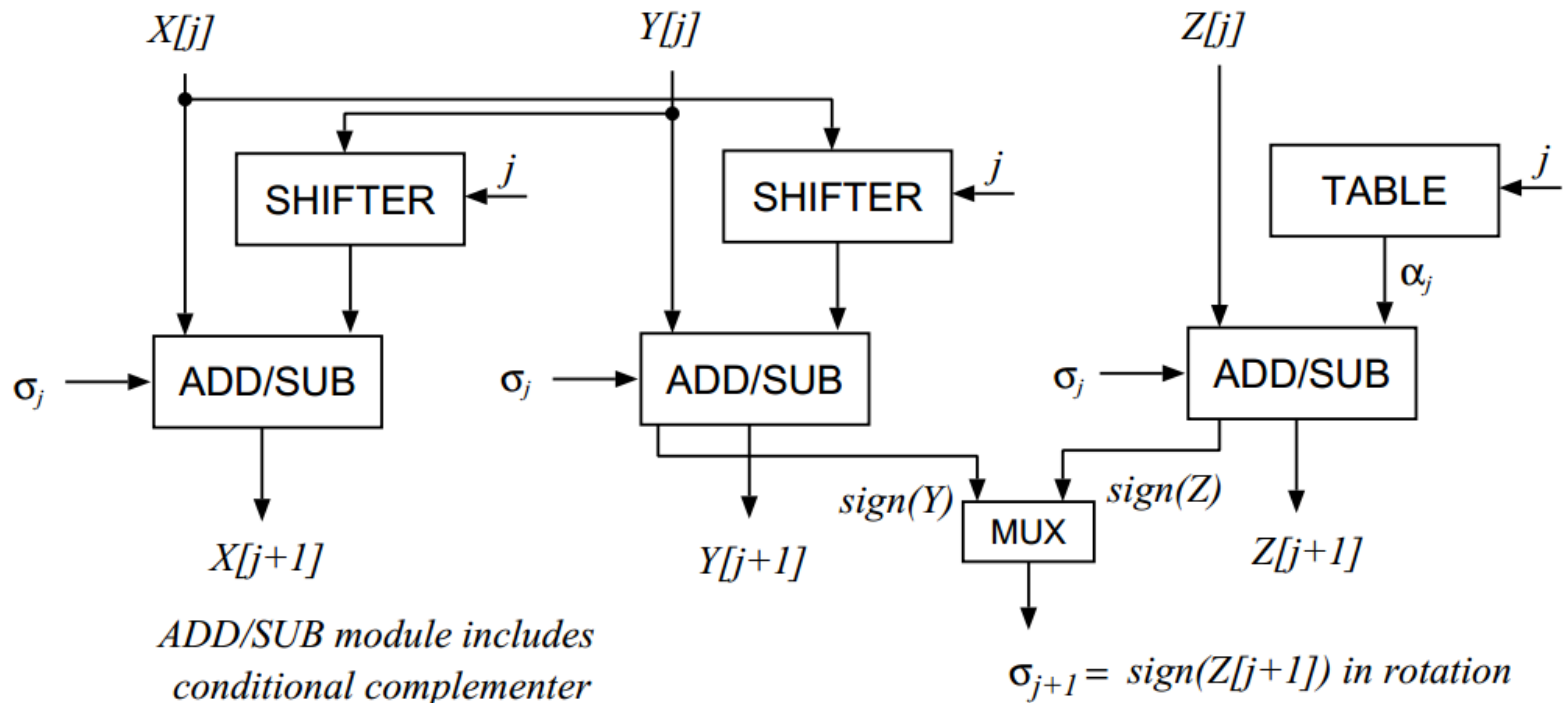 X[j]
Y[j]
Z[j]
SHIFTER
j
SHIFTER
j
TABLE
j
αj
σj
ADD/SUB
σj
ADD/SUB
σj
ADD/SUB
sign(Y)
sign(Z)
MUX
X[j+1]
Y[j+1]
Z[j+1]
ADD/SUB module includes
conditional complementer
σj+1 = sign(Z[j+1]) in rotation